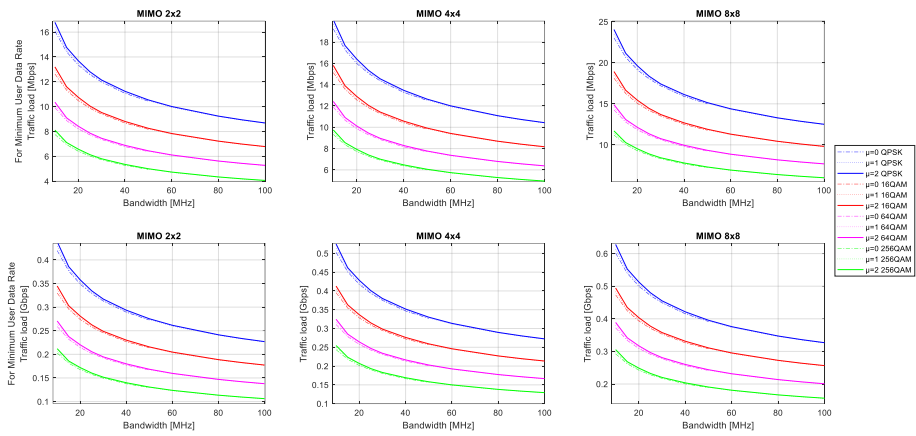 MIMO 2x2
For Minimum User Data Rate
Traffic load [Mbps]
16
14
12
10
8
6
4
20
40
60
80
100
Bandwidth [MHz]
MIMO 4x4
Traffic load [Mbps]
18
16
14
12
10
8
6
20
40
60
80
100
Bandwidth [MHz]
MIMO 8x8
Traffic load [Mbps]
25
20
15
10
20
40
60
80
100
Bandwidth [MHz]
MIMO 2x2
For Minimum User Data Rate
Traffic load [Gbps]
0.4
0.35
0.3
0.25
0.2
0.15
0.1
20
40
60
80
100
Bandwidth [MHz]
MIMO 4x4
Traffic load [Gbps]
0.5
0.45
0.4
0.35
0.3
0.25
0.2
0.15
0.1
20
40
60
80
100
Bandwidth [MHz]
MIMO 8x8
Traffic load [Gbps]
0.6
0.5
0.4
0.3
0.2
20
40
60
80
100
Bandwidth [MHz]
μ=0 QPSK
μ=1 QPSK
μ=2 QPSK
μ=0 16QAM
μ=1 16QAM
μ=2 16QAM
μ=0 64QAM
μ=1 64QAM
μ=2 64QAM
μ=0 256QAM
μ=1 256QAM
μ=2 256QAM